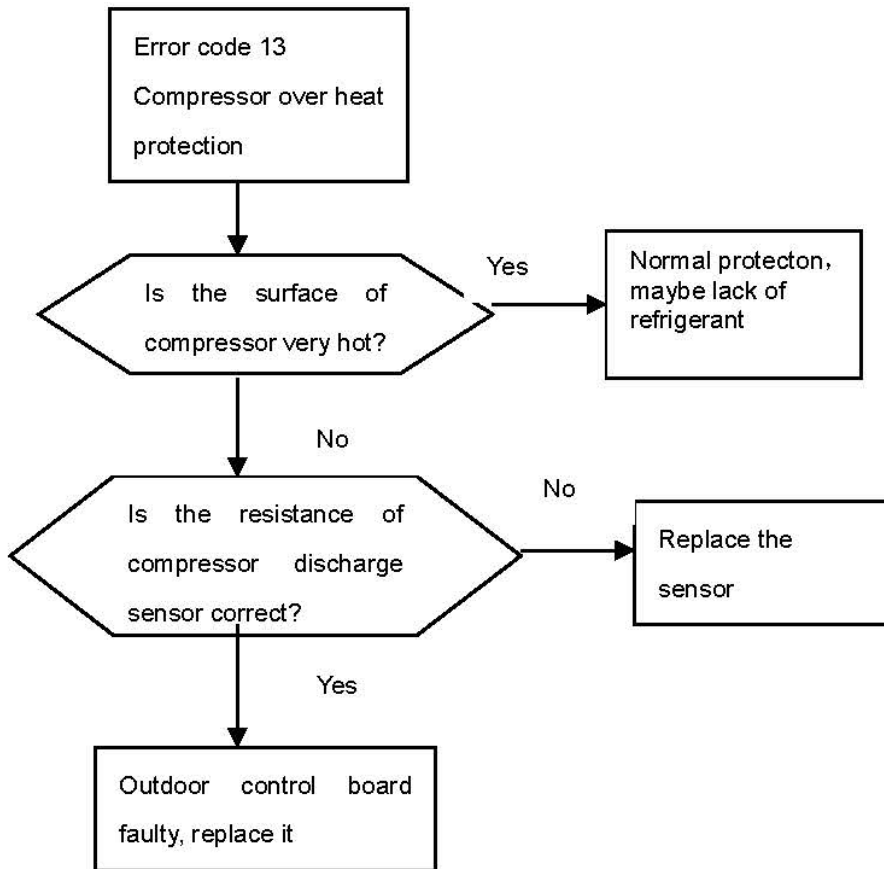 Error code 13
Compressor over heat
protection
Is the surface of
compressor very hot?
Yes
Normal protecton，
maybe lack of
refrigerant
No
Is the resistance of
compressor discharge
sensor correct?
No
Replace the
sensor
Yes
Outdoor control board
faulty, replace it